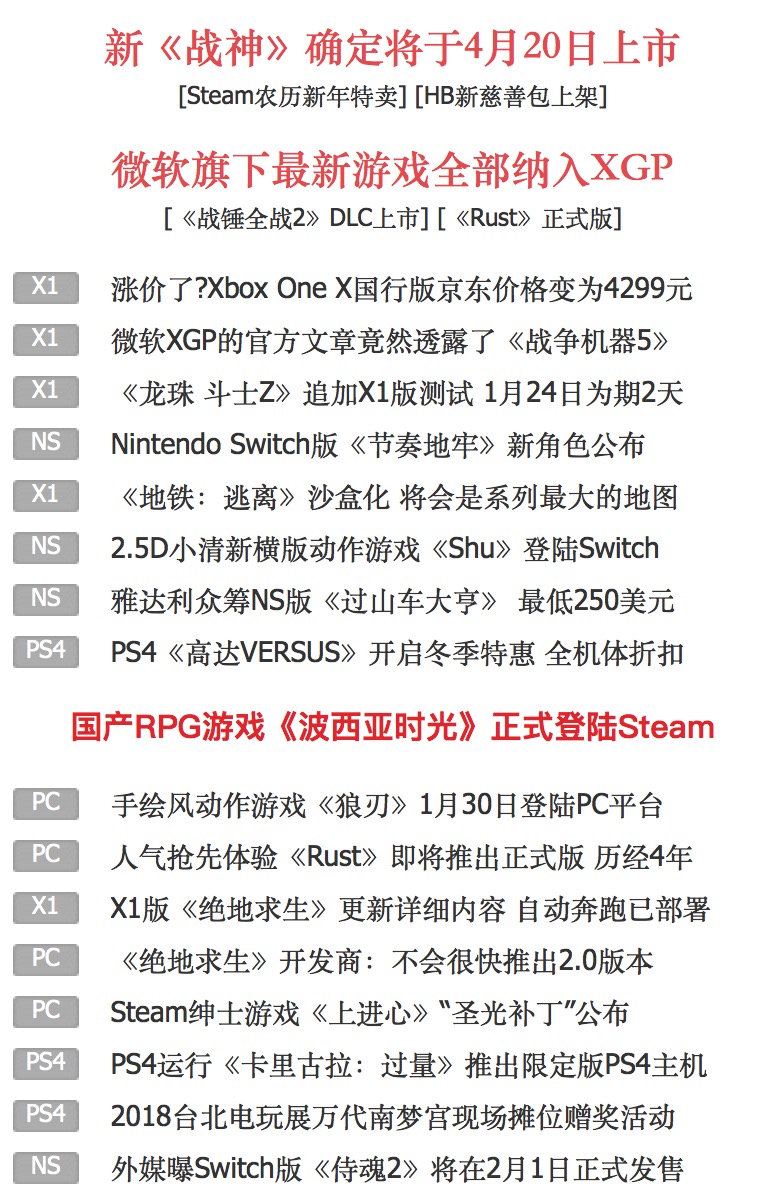 新《战神》确定将于4月20日上市
[Steam农历新年特卖] [HB新慈善包上架]
微软旗下最新游戏全部纳入XGP
[《战锤全战2》DLC上市] [《Rust》正式版]
X1 涨价了?Xbox One X国行版京东价格变为4299元
X1 微软XGP的官方文章竟然透露了《战争机器5》
X1 《龙珠 斗士Z》追加X1版测试 1月24日为期2天
NS Nintendo Switch版《节奏地牢》新角色公布
X1 《地铁：逃离》沙盒化 将会是系列最大的地图
NS 2.5D小清新横版动作游戏《Shu》登陆Switch
NS 雅达利众筹NS版《过山车大亨》 最低250美元
PS4 PS4《高达VERSUS》开启冬季特惠 全机体折扣
国产RPG游戏《波西亚时光》正式登陆Steam
PC 手绘风动作游戏《狼刃》1月30日登陆PC平台
PC 人气抢先体验《Rust》即将推出正式版 历经4年
X1 X1版《绝地求生》更新详细内容 自动奔跑已部署
PC 《绝地求生》开发商：不会很快推出2.0版本
PC Steam绅士游戏《上进心》“圣光补丁”公布
PS4 PS4运行《卡里古拉：过量》推出限定版PS4主机
PS4 2018台北电玩展万代南梦宫现场摊位赠奖活动
NS 外媒曝Switch版《侍魂2》将在2月1日正式发售